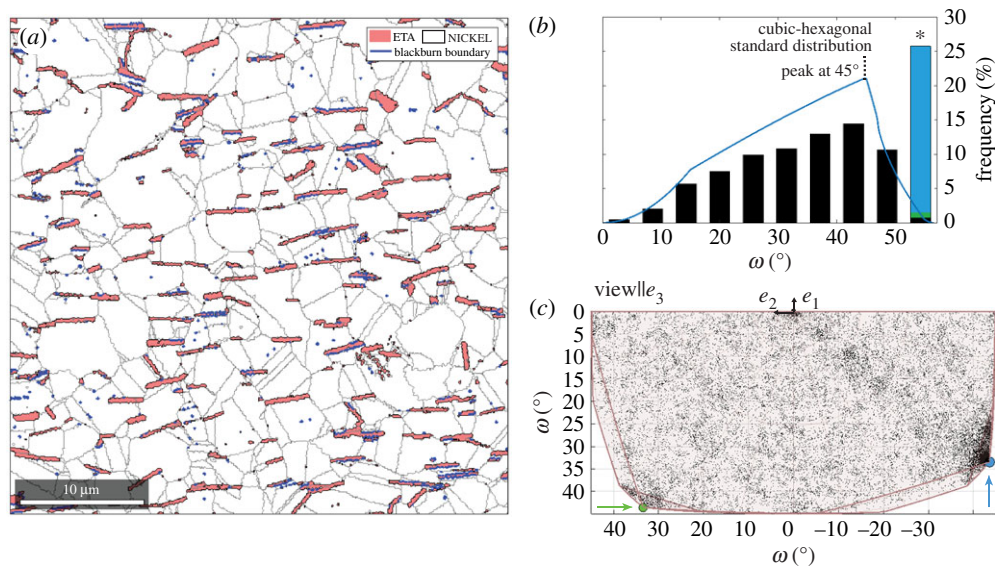 (a)
ETA NICKEL
blackburn boundary
10 µm
(b)
cubic-hexagonal
standard distribution
peak at 45°
*
30
25
20
15
10
5
0
frequency (%)
0 10 20 30 40 50
ω (°)
(c)
view||e3
e2 e1
0
5
10
15
20
25
30
35
40
ω (°)
40 30 20 10 0 −10 −20 −30
ω (°)